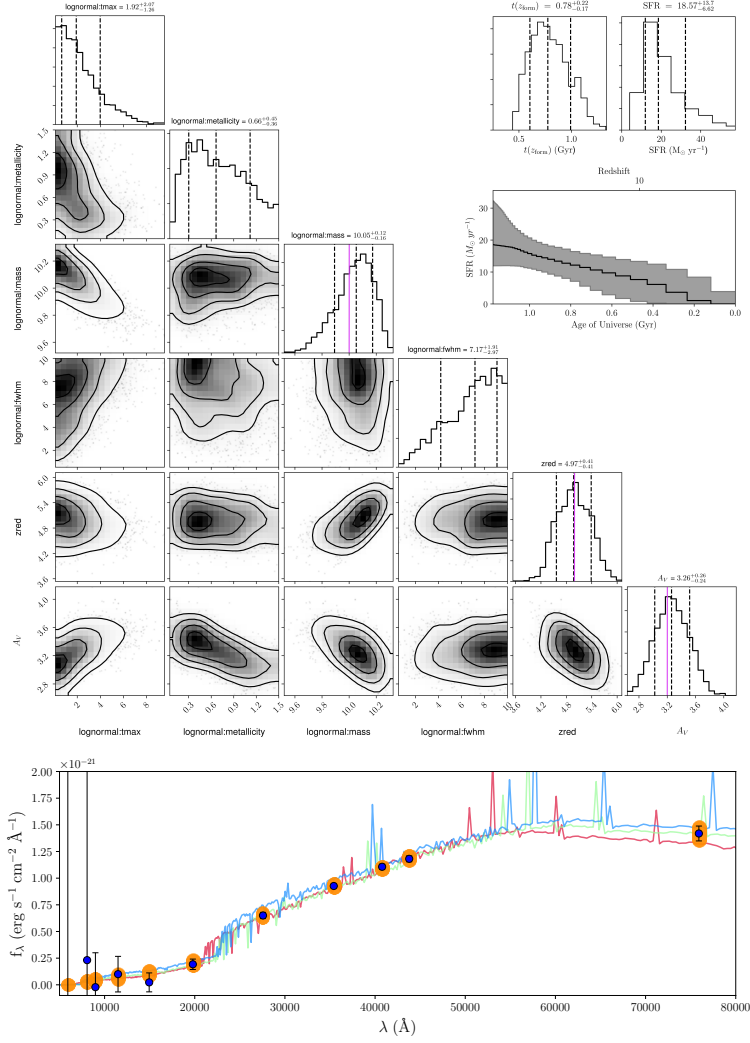 lognormal:tmax = 1.92^{+2.07}_{-1.26}
t(z_form) = 0.78^{+0.22}_{-0.17}
SFR = 18.57^{+13.7}_{-6.62}
0.5 1.0
t(z_form) (Gyr)
20 40
SFR (M⊙ yr⁻¹)
lognormal:metallicity = 0.66^{+0.45}_{-0.36}
lognormal:metallicity
1.5
1.2
0.9
0.6
0.3
Redshift
10
SFR (M⊙ yr⁻¹)
30
20
10
0
1.0 0.8 0.6 0.4 0.2 0.0
Age of Universe (Gyr)
lognormal:mass = 10.05^{+0.12}_{-0.16}
lognormal:mass
10.2
10.0
9.8
9.6
lognormal:fwhm = 7.17^{+1.91}_{-2.97}
lognormal:fwhm
10
8
6
4
2
zred = 4.97^{+0.41}_{-0.41}
zred
6.0
5.4
4.8
4.2
3.6
A_V = 3.26^{+0.26}_{-0.24}
A_V
4.0
3.6
3.2
2.8
2 4 6 8
0.3 0.6 0.9 1.2 1.5
9.6 9.8 10.0 10.2
2 4 6 8 10
3.6 4.2 4.8 5.4 6.0
2.8 3.2 3.6 4.0
lognormal:tmax lognormal:metallicity lognormal:mass lognormal:fwhm zred A_V
×10⁻²¹
f_λ (erg s⁻¹ cm⁻² Å⁻¹)
2.00
1.75
1.50
1.25
1.00
0.75
0.50
0.25
0.00
10000 20000 30000 40000 50000 60000 70000 80000
λ (Å)